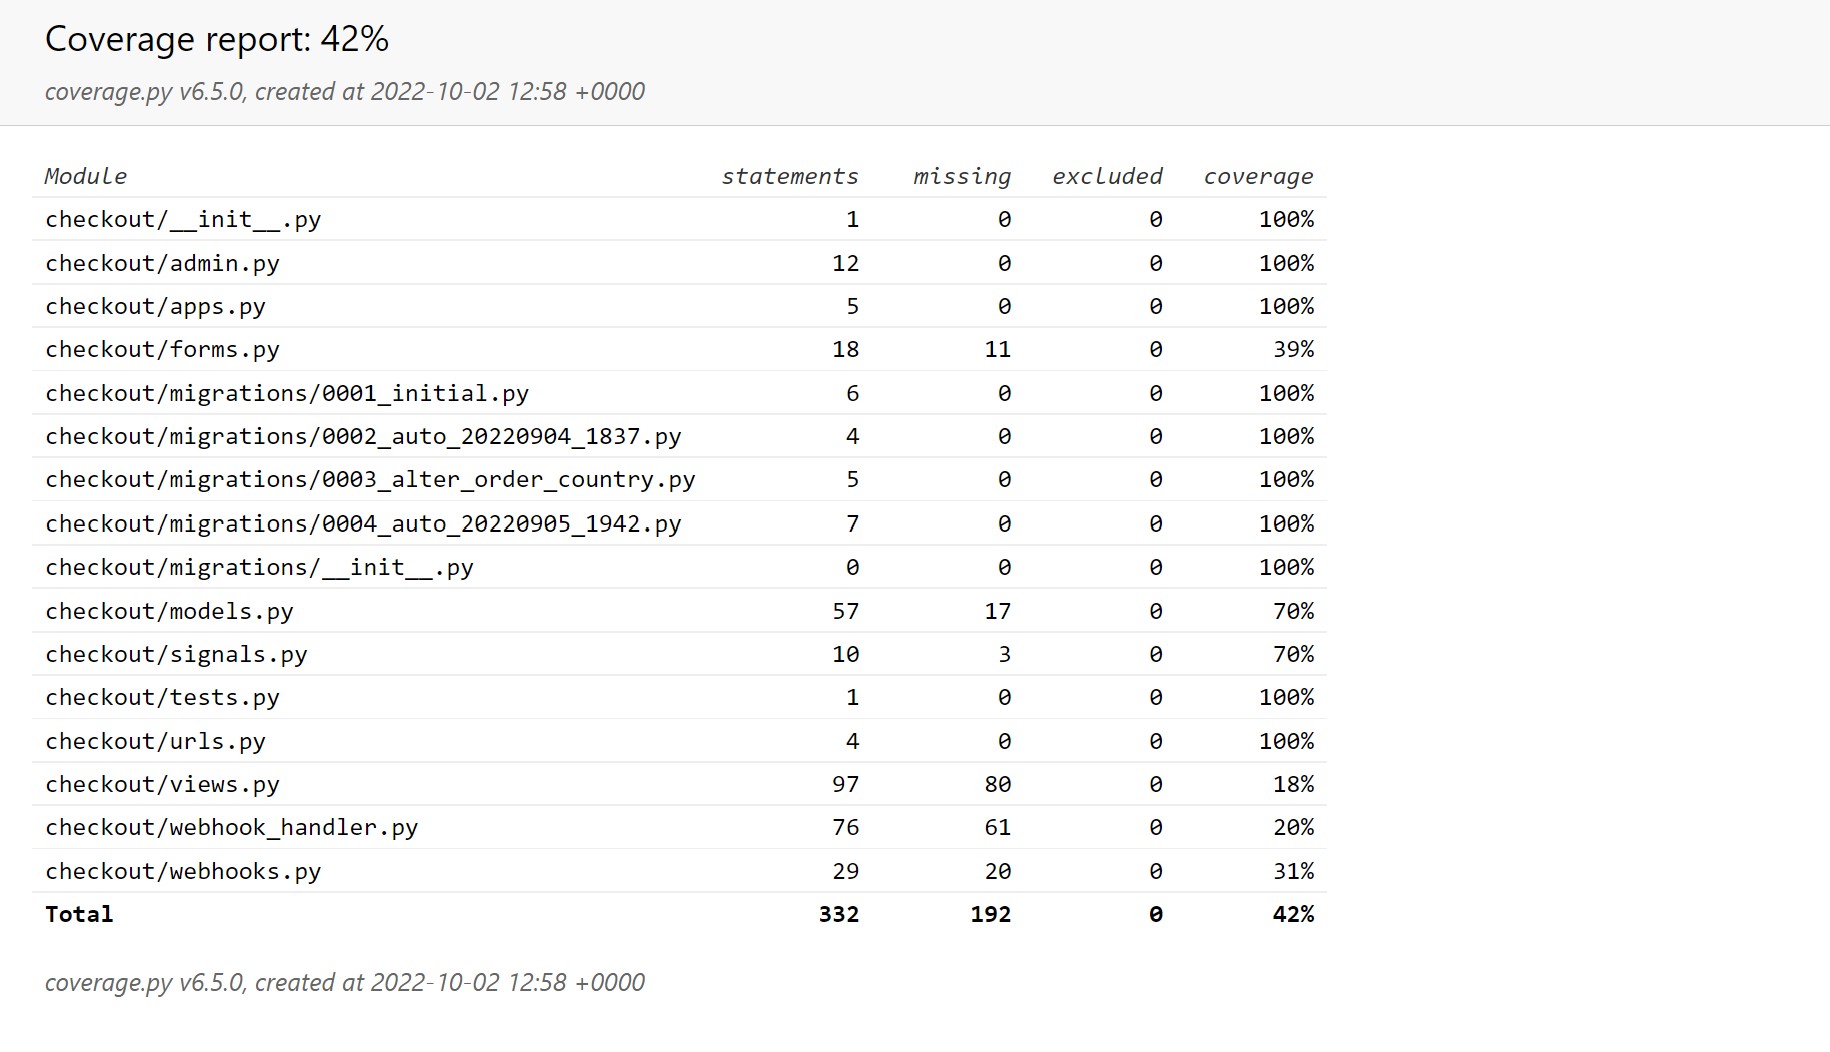 Coverage report: 42%
coverage.py v6.5.0, created at 2022-10-02 12:58 +0000
Module statements missing excluded coverage
checkout/__init__.py 1 0 0 100%
checkout/admin.py 12 0 0 100%
checkout/apps.py 5 0 0 100%
checkout/forms.py 18 11 0 39%
checkout/migrations/0001_initial.py 6 0 0 100%
checkout/migrations/0002_auto_20220904_1837.py 4 0 0 100%
checkout/migrations/0003_alter_order_country.py 5 0 0 100%
checkout/migrations/0004_auto_20220905_1942.py 7 0 0 100%
checkout/migrations/__init__.py 0 0 0 100%
checkout/models.py 57 17 0 70%
checkout/signals.py 10 3 0 70%
checkout/tests.py 1 0 0 100%
checkout/urls.py 4 0 0 100%
checkout/views.py 97 80 0 18%
checkout/webhook_handler.py 76 61 0 20%
checkout/webhooks.py 29 20 0 31%
Total 332 192 0 42%
coverage.py v6.5.0, created at 2022-10-02 12:58 +0000